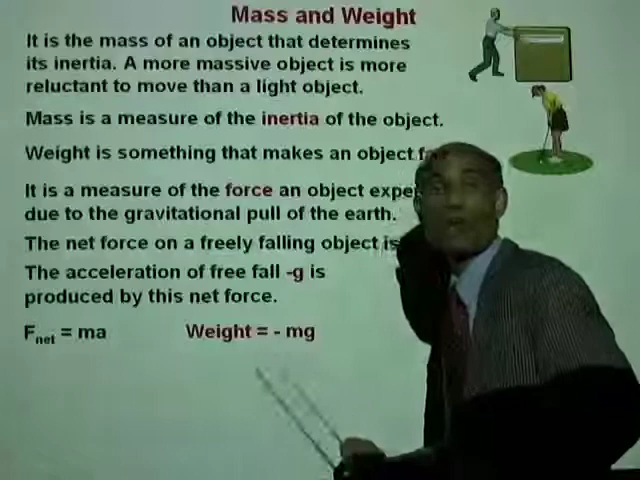 Mass and Weight
It is the mass of an object that determines
its inertia. A more massive object is more
reluctant to move than a light object.
Mass is a measure of the inertia of the object.
Weight is something that makes an object
It is a measure of the force an object
due to the gravitational pull of the earth.
The net force on a freely falling object is
The acceleration of free fall -g is
produced by this net force.
Fnet = ma Weight = - mg